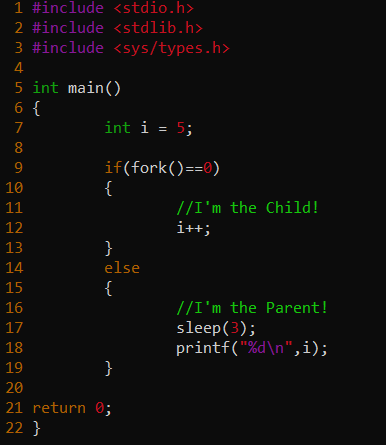 1 #include <stdio.h>
2 #include <stdlib.h>
3 #include <sys/types.h>
4
5 int main()
6 {
7         int i = 5;
8
9         if(fork()==0)
10         {
11                 //I'm the Child!
12                 i++;
13         }
14         else
15         {
16                 //I'm the Parent!
17                 sleep(3);
18                 printf("%d\n",i);
19         }
20
21 return 0;
22 }